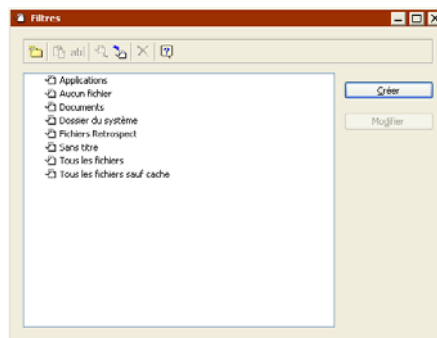 Filtres
abl
Applications
Aucun fichier
Documents
Dossier du système
Fichiers Retrospect
Sans titre
Tous les fichiers
Tous les fichiers sauf cache
Créer
Modifier